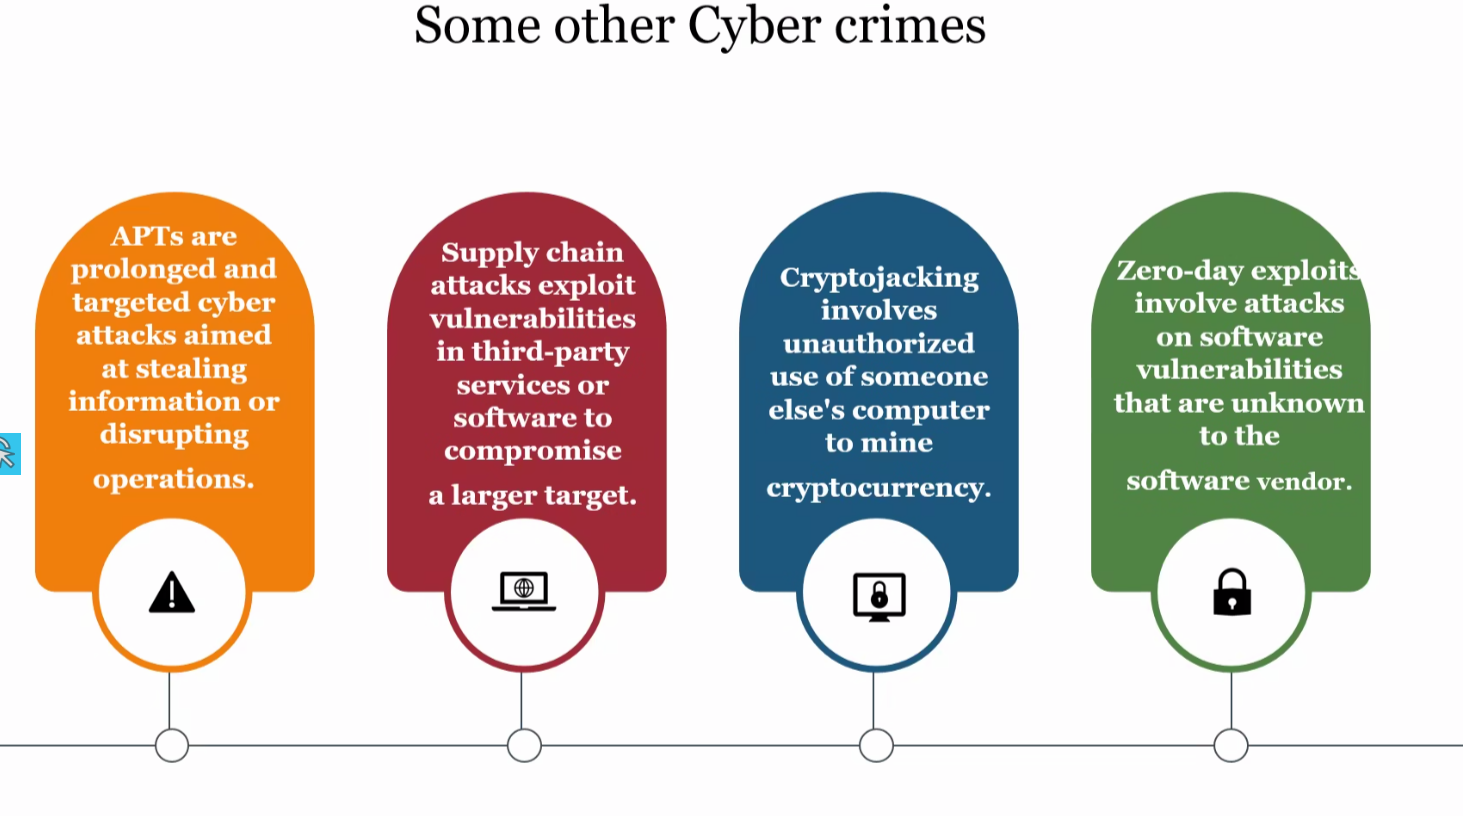 Some other Cyber crimes
APTs are
prolonged and
targeted cyber
attacks aimed
at stealing
information or
disrupting
operations.
Supply chain
attacks exploit
vulnerabilities
in third-party
services or
software to
compromise
a larger target.
Cryptojacking
involves
unauthorized
use of someone
else's computer
to mine
cryptocurrency.
Zero-day exploits
involve attacks
on software
vulnerabilities
that are unknown
to the
software vendor.